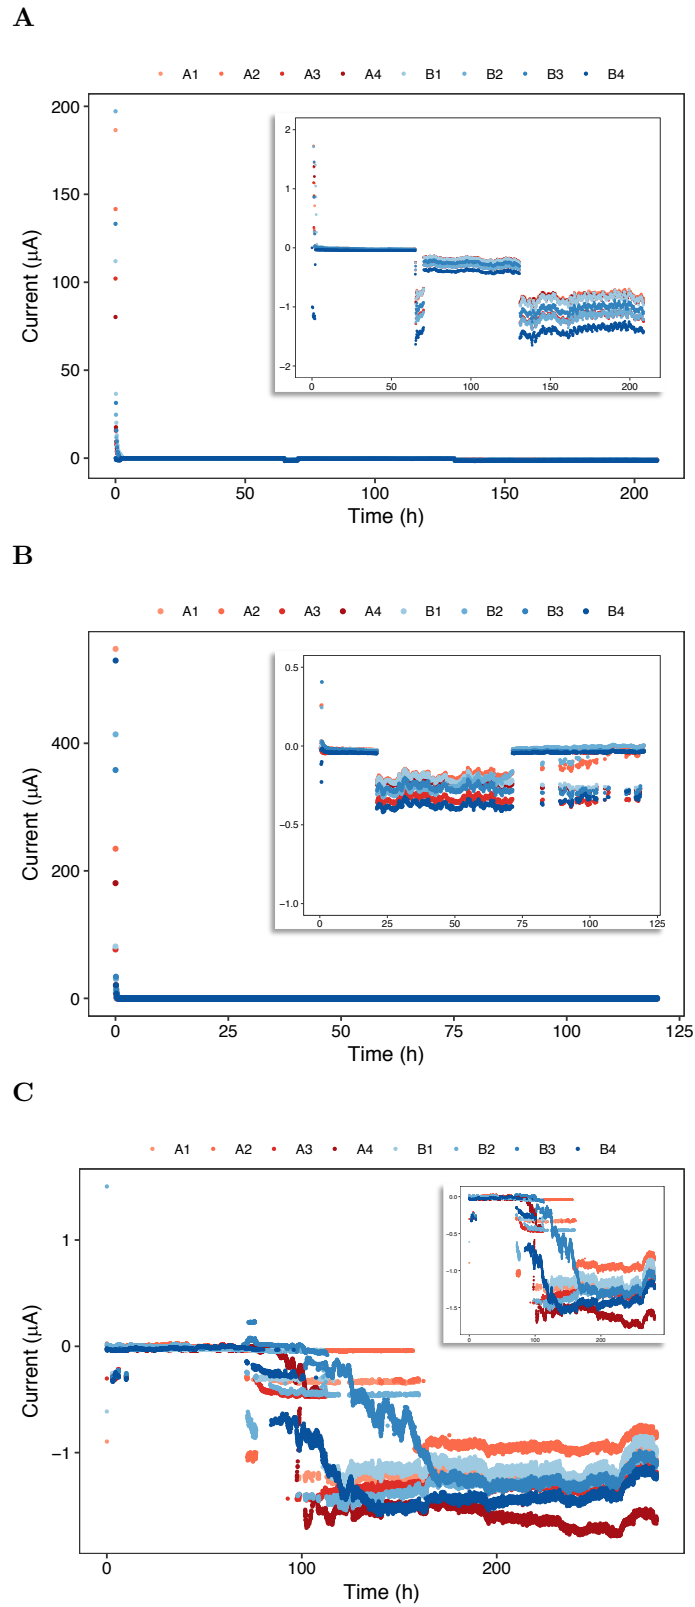 A
A1 A2 A3 A4 B1 B2 B3 B4
Current (μA)
200
150
100
50
0
2
1
0
−1
−2
0 50 100 150 200
0 50 100 150 200
Time (h)
B
A1 A2 A3 A4 B1 B2 B3 B4
Current (μA)
400
200
0
0.5
0.0
−0.5
−1.0
0 25 50 75 100 125
0 25 50 75 100 125
Time (h)
C
A1 A2 A3 A4 B1 B2 B3 B4
Current (μA)
1
0
−1
0.0
−0.5
−1.0
−1.5
0 100 200
0 100 200
Time (h)